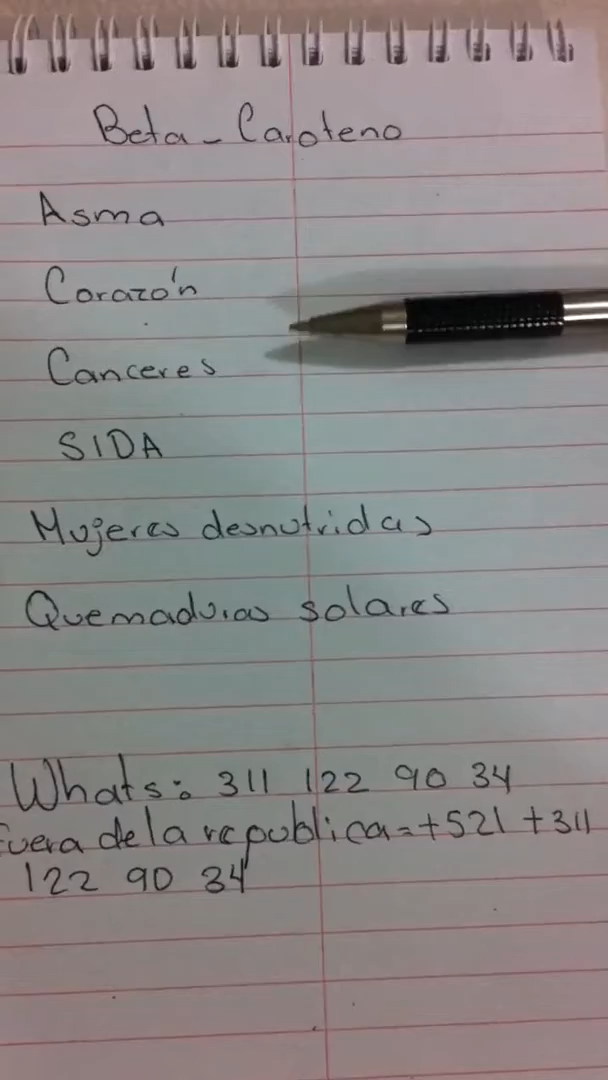 Beta-Caroteno
Asma
Corazón
Canceres
SIDA
Mujeres desnutridas
Quemaduras solares
Whats: 311 122 90 34
fuera de la republica=+521 +311
122 90 34